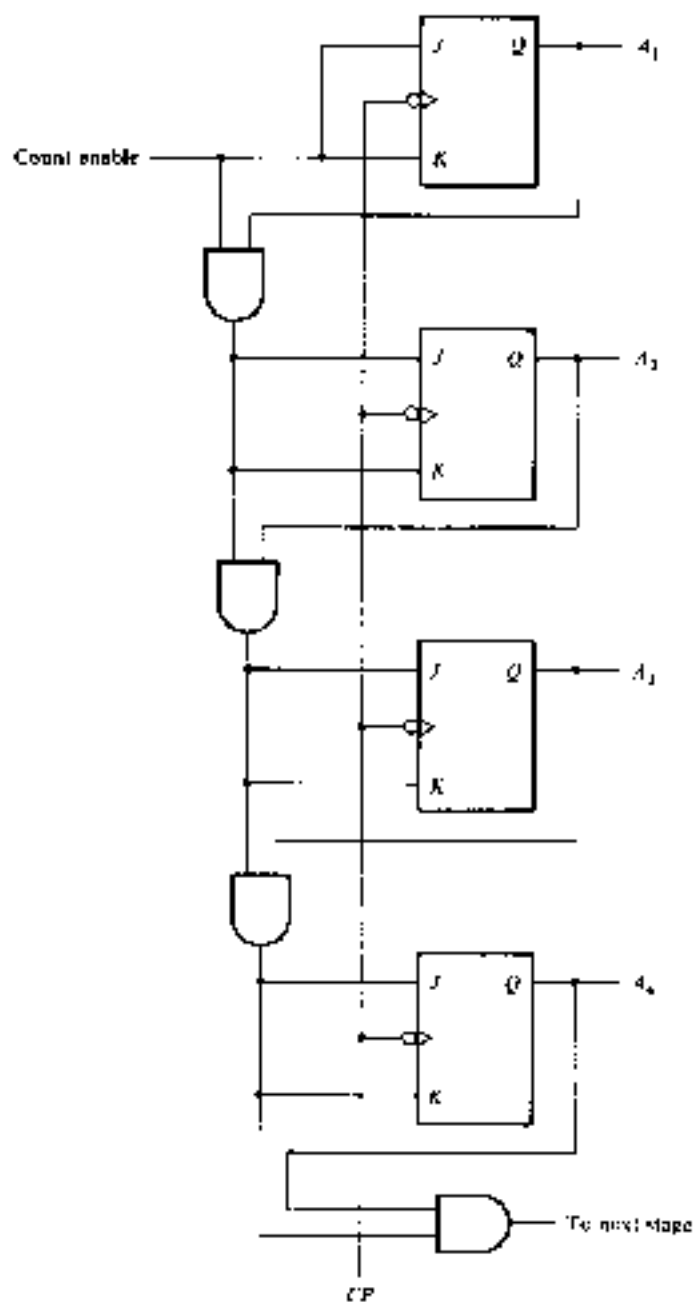 J Q A₁
Count enable
K
J Q A₂
K
J Q A₃
K
J Q A₄
K
To next stage
CP